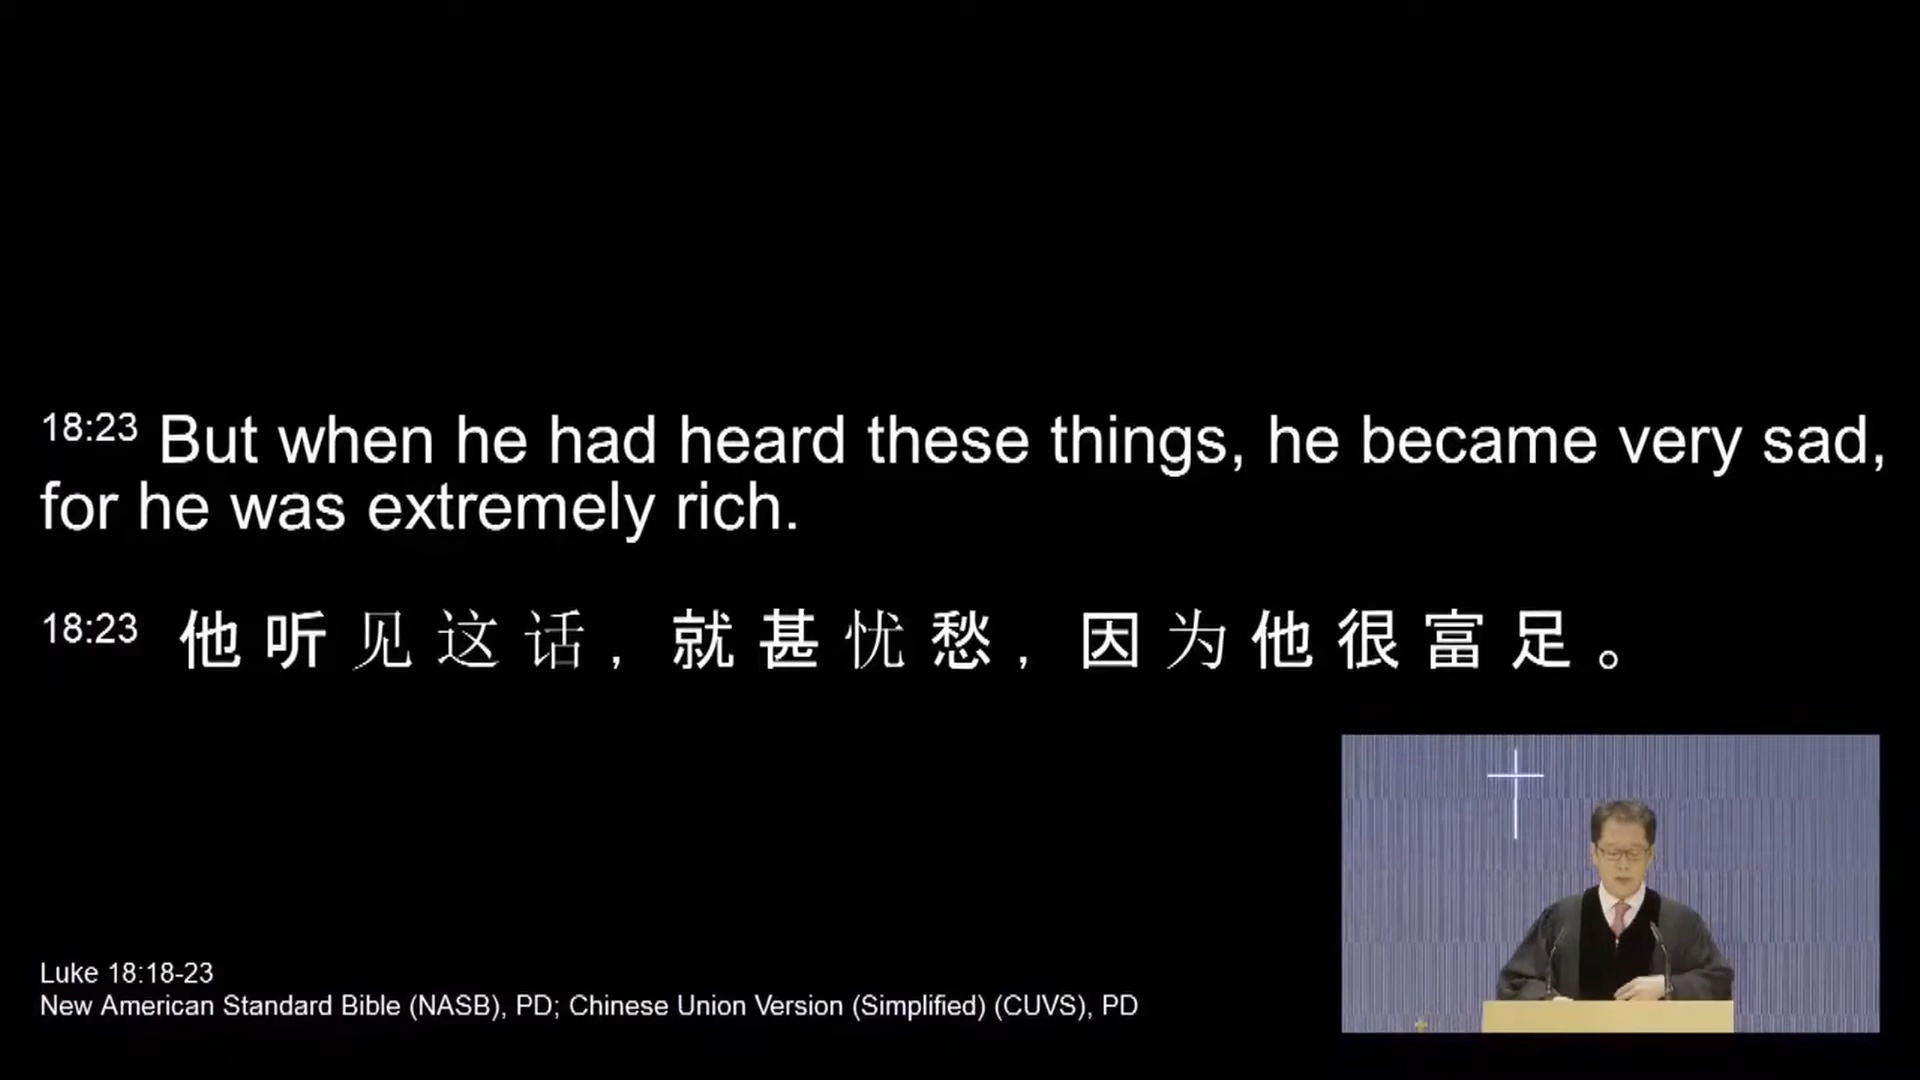 18:23 But when he had heard these things, he became very sad,
for he was extremely rich.
18:23 他听见这话, 就甚忧愁, 因为他很富足。
Luke 18:18-23
New American Standard Bible (NASB), PD; Chinese Union Version (Simplified) (CUVS), PD